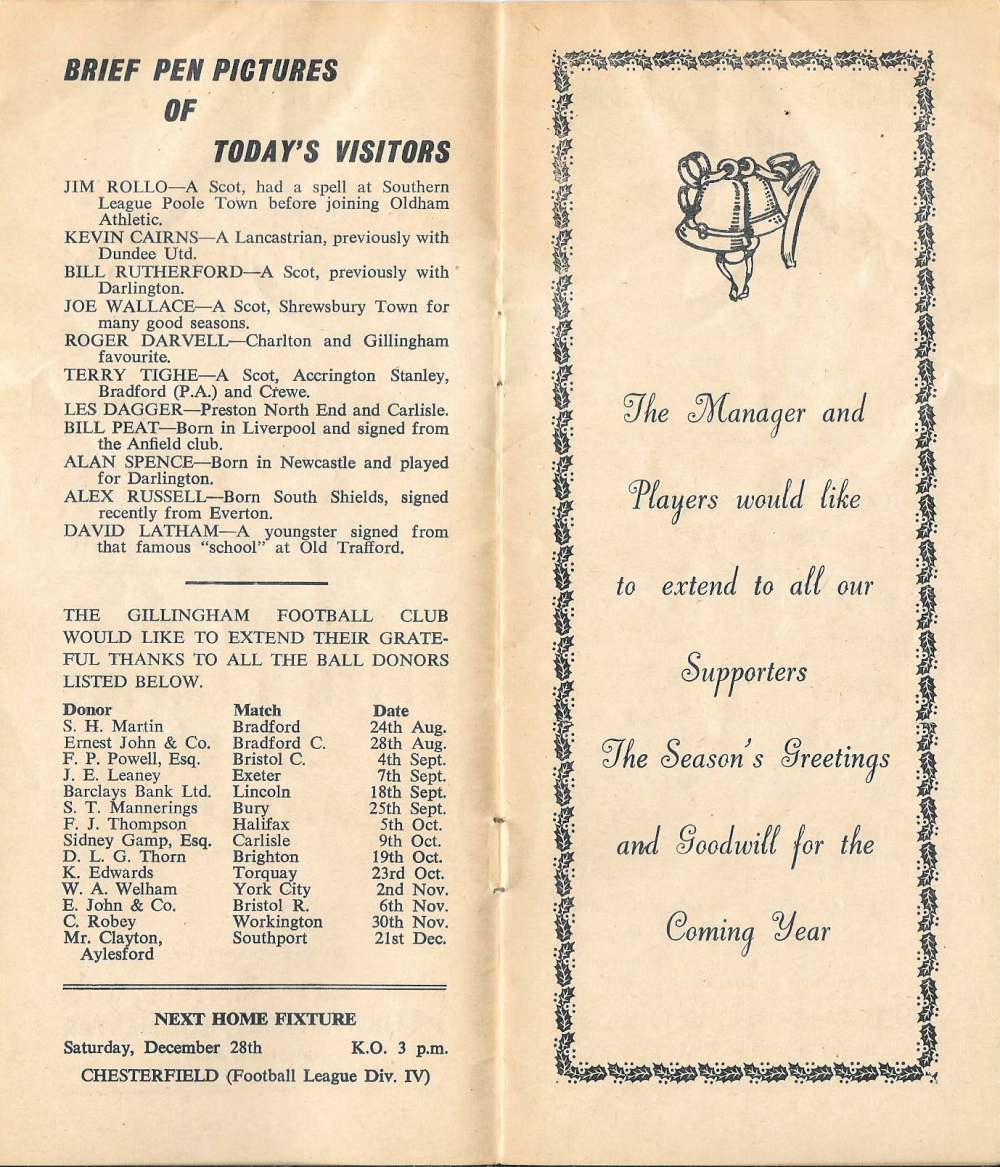 BRIEF PEN PICTURES
OF
TODAY'S VISITORS
JIM ROLLO—A Scot, had a spell at Southern
League Poole Town before joining Oldham
Athletic.
KEVIN CAIRNS—A Lancastrian, previously with
Dundee Utd.
BILL RUTHERFORD—A Scot, previously with
Darlington.
JOE WALLACE—A Scot, Shrewsbury Town for
many good seasons.
ROGER DARVELL—Charlton and Gillingham
favourite.
TERRY TIGHE—A Scot, Accrington Stanley,
Bradford (P.A.) and Crewe.
LES DAGGER—Preston North End and Carlisle.
BILL PEAT—Born in Liverpool and signed from
the Anfield club.
ALAN SPENCE—Born in Newcastle and played
for Darlington.
ALEX RUSSELL—Born South Shields, signed
recently from Everton.
DAVID LATHAM—A youngster signed from
that famous "school" at Old Trafford.
THE GILLINGHAM FOOTBALL CLUB
WOULD LIKE TO EXTEND THEIR GRATE-
FUL THANKS TO ALL THE BALL DONORS
LISTED BELOW.
Donor Match Date
S. H. Martin Bradford 24th Aug.
Ernest John & Co. Bradford C. 28th Aug.
F. P. Powell, Esq. Bristol C. 4th Sept.
J. E. Leaney Exeter 7th Sept.
Barclays Bank Ltd. Lincoln 18th Sept.
S. T. Mannerings Bury 25th Sept.
F. J. Thompson Halifax 5th Oct.
Sidney Gamp, Esq. Carlisle 9th Oct.
D. L. G. Thorn Brighton 19th Oct.
K. Edwards Torquay 23rd Oct.
W. A. Welham York City 2nd Nov.
E. John & Co. Bristol R. 6th Nov.
C. Robey Workington 30th Nov.
Mr. Clayton, Southport 21st Dec.
Aylesford
NEXT HOME FIXTURE
Saturday, December 28th K.O. 3 p.m.
CHESTERFIELD (Football League Div. IV)
The Manager and
Players would like
to extend to all our
Supporters
The Season's Greetings
and Goodwill for the
Coming Year